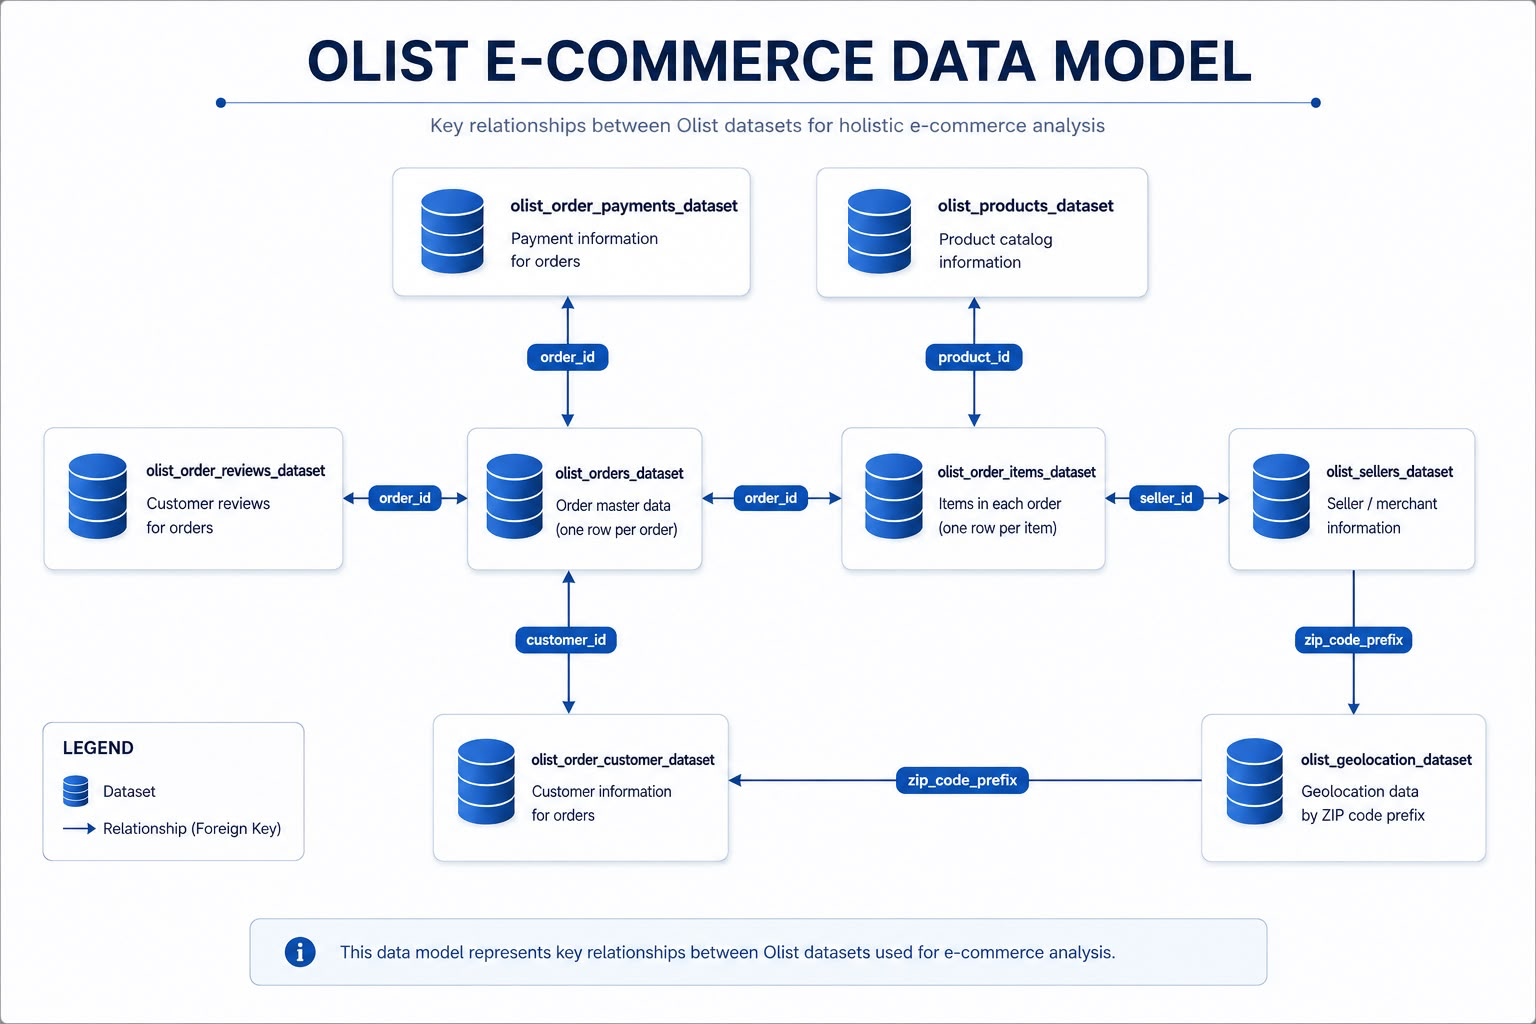 OLIST E-COMMERCE DATA MODEL
Key relationships between Olist datasets for holistic e-commerce analysis
olist_order_payments_dataset
Payment information
for orders
olist_products_dataset
Product catalog
information
order_id
product_id
olist_order_reviews_dataset
Customer reviews
for orders
order_id
olist_orders_dataset
Order master data
(one row per order)
order_id
olist_order_items_dataset
Items in each order
(one row per item)
seller_id
olist_sellers_dataset
Seller / merchant
information
customer_id
zip_code_prefix
LEGEND
Dataset
Relationship (Foreign Key)
olist_order_customer_dataset
Customer information
for orders
zip_code_prefix
olist_geolocation_dataset
Geolocation data
by ZIP code prefix
i
This data model represents key relationships between Olist datasets used for e-commerce analysis.